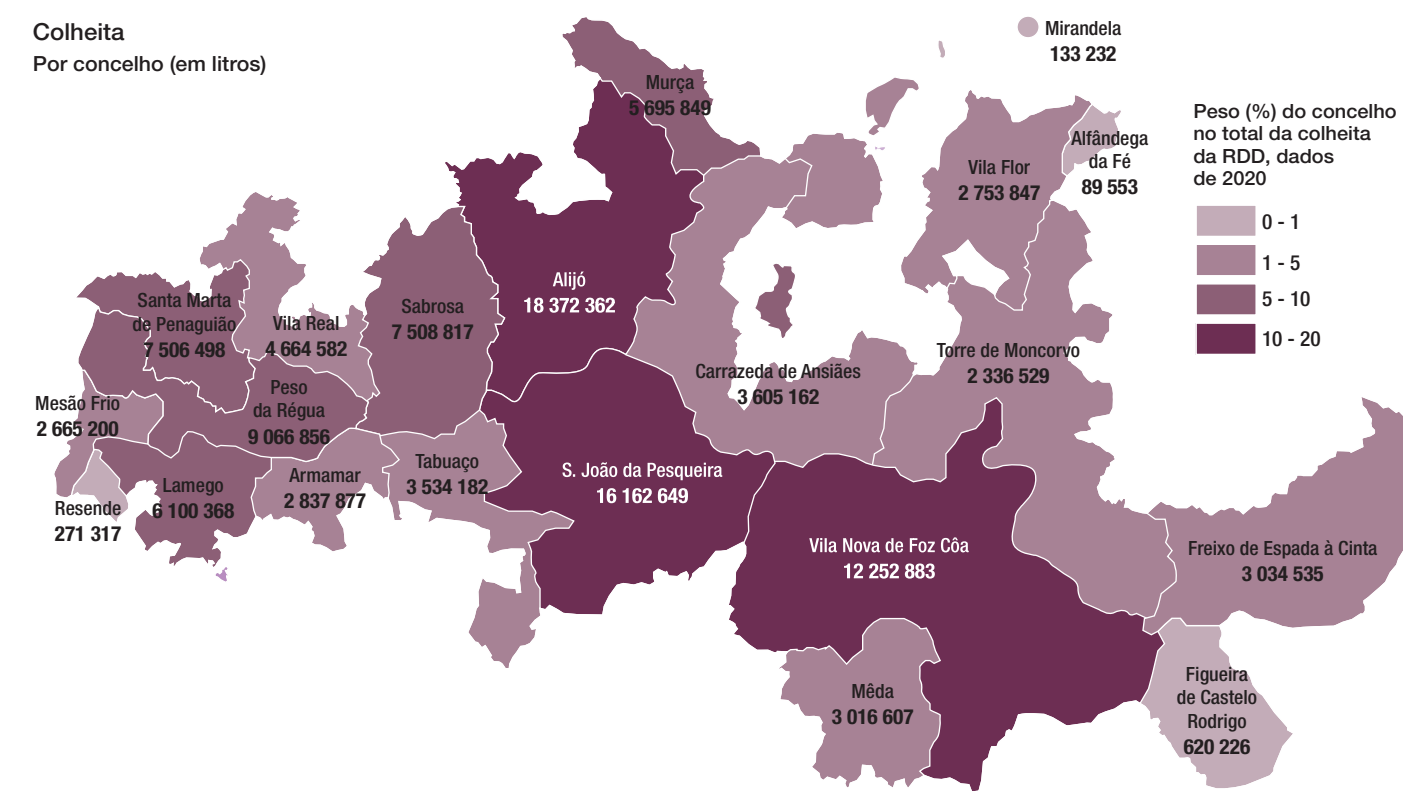 Colheita
Por concelho (em litros)
Mirandela
133 232
Murça
5 695 849
Peso (%) do concelho
no total da colheita
da RDD, dados
de 2020
0 - 1
1 - 5
5 - 10
10 - 20
Alfândega
da Fé
89 553
Vila Flor
2 753 847
Alijó
18 372 362
Santa Marta
de Penaguião
7 506 498
Vila Real
4 664 582
Sabrosa
7 508 817
Torre de Moncorvo
2 336 529
Carrazeda de Ansiães
3 605 162
Peso
da Régua
9 066 856
Mesão Frio
2 665 200
Tabuaço
3 534 182
S. João da Pesqueira
16 162 649
Armamar
2 837 877
Lamego
6 100 368
Resende
271 317
Vila Nova de Foz Côa
12 252 883
Freixo de Espada à Cinta
3 034 535
Mêda
3 016 607
Figueira
de Castelo
Rodrigo
620 226